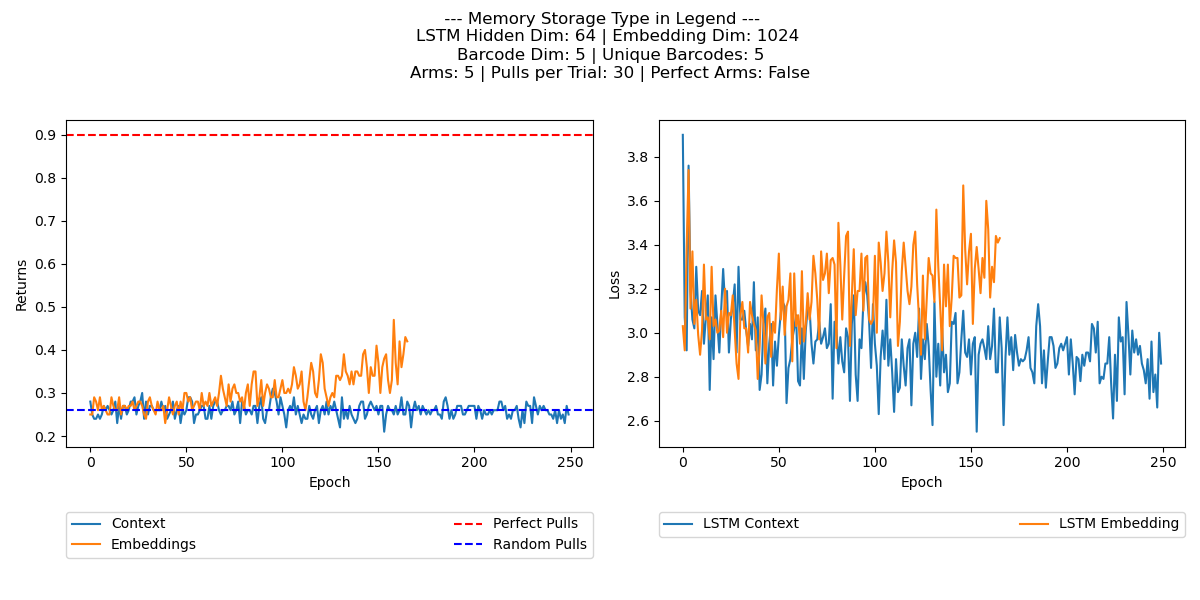 --- Memory Storage Type in Legend ---
LSTM Hidden Dim: 64 | Embedding Dim: 1024
Barcode Dim: 5 | Unique Barcodes: 5
Arms: 5 | Pulls per Trial: 30 | Perfect Arms: False
0.9
0.8
0.7
0.6
0.5
0.4
0.3
0.2
Returns
0 50 100 150 200 250
Epoch
Context
Embeddings
Perfect Pulls
Random Pulls
3.8
3.6
3.4
3.2
3.0
2.8
2.6
Loss
0 50 100 150 200 250
Epoch
LSTM Context
LSTM Embedding